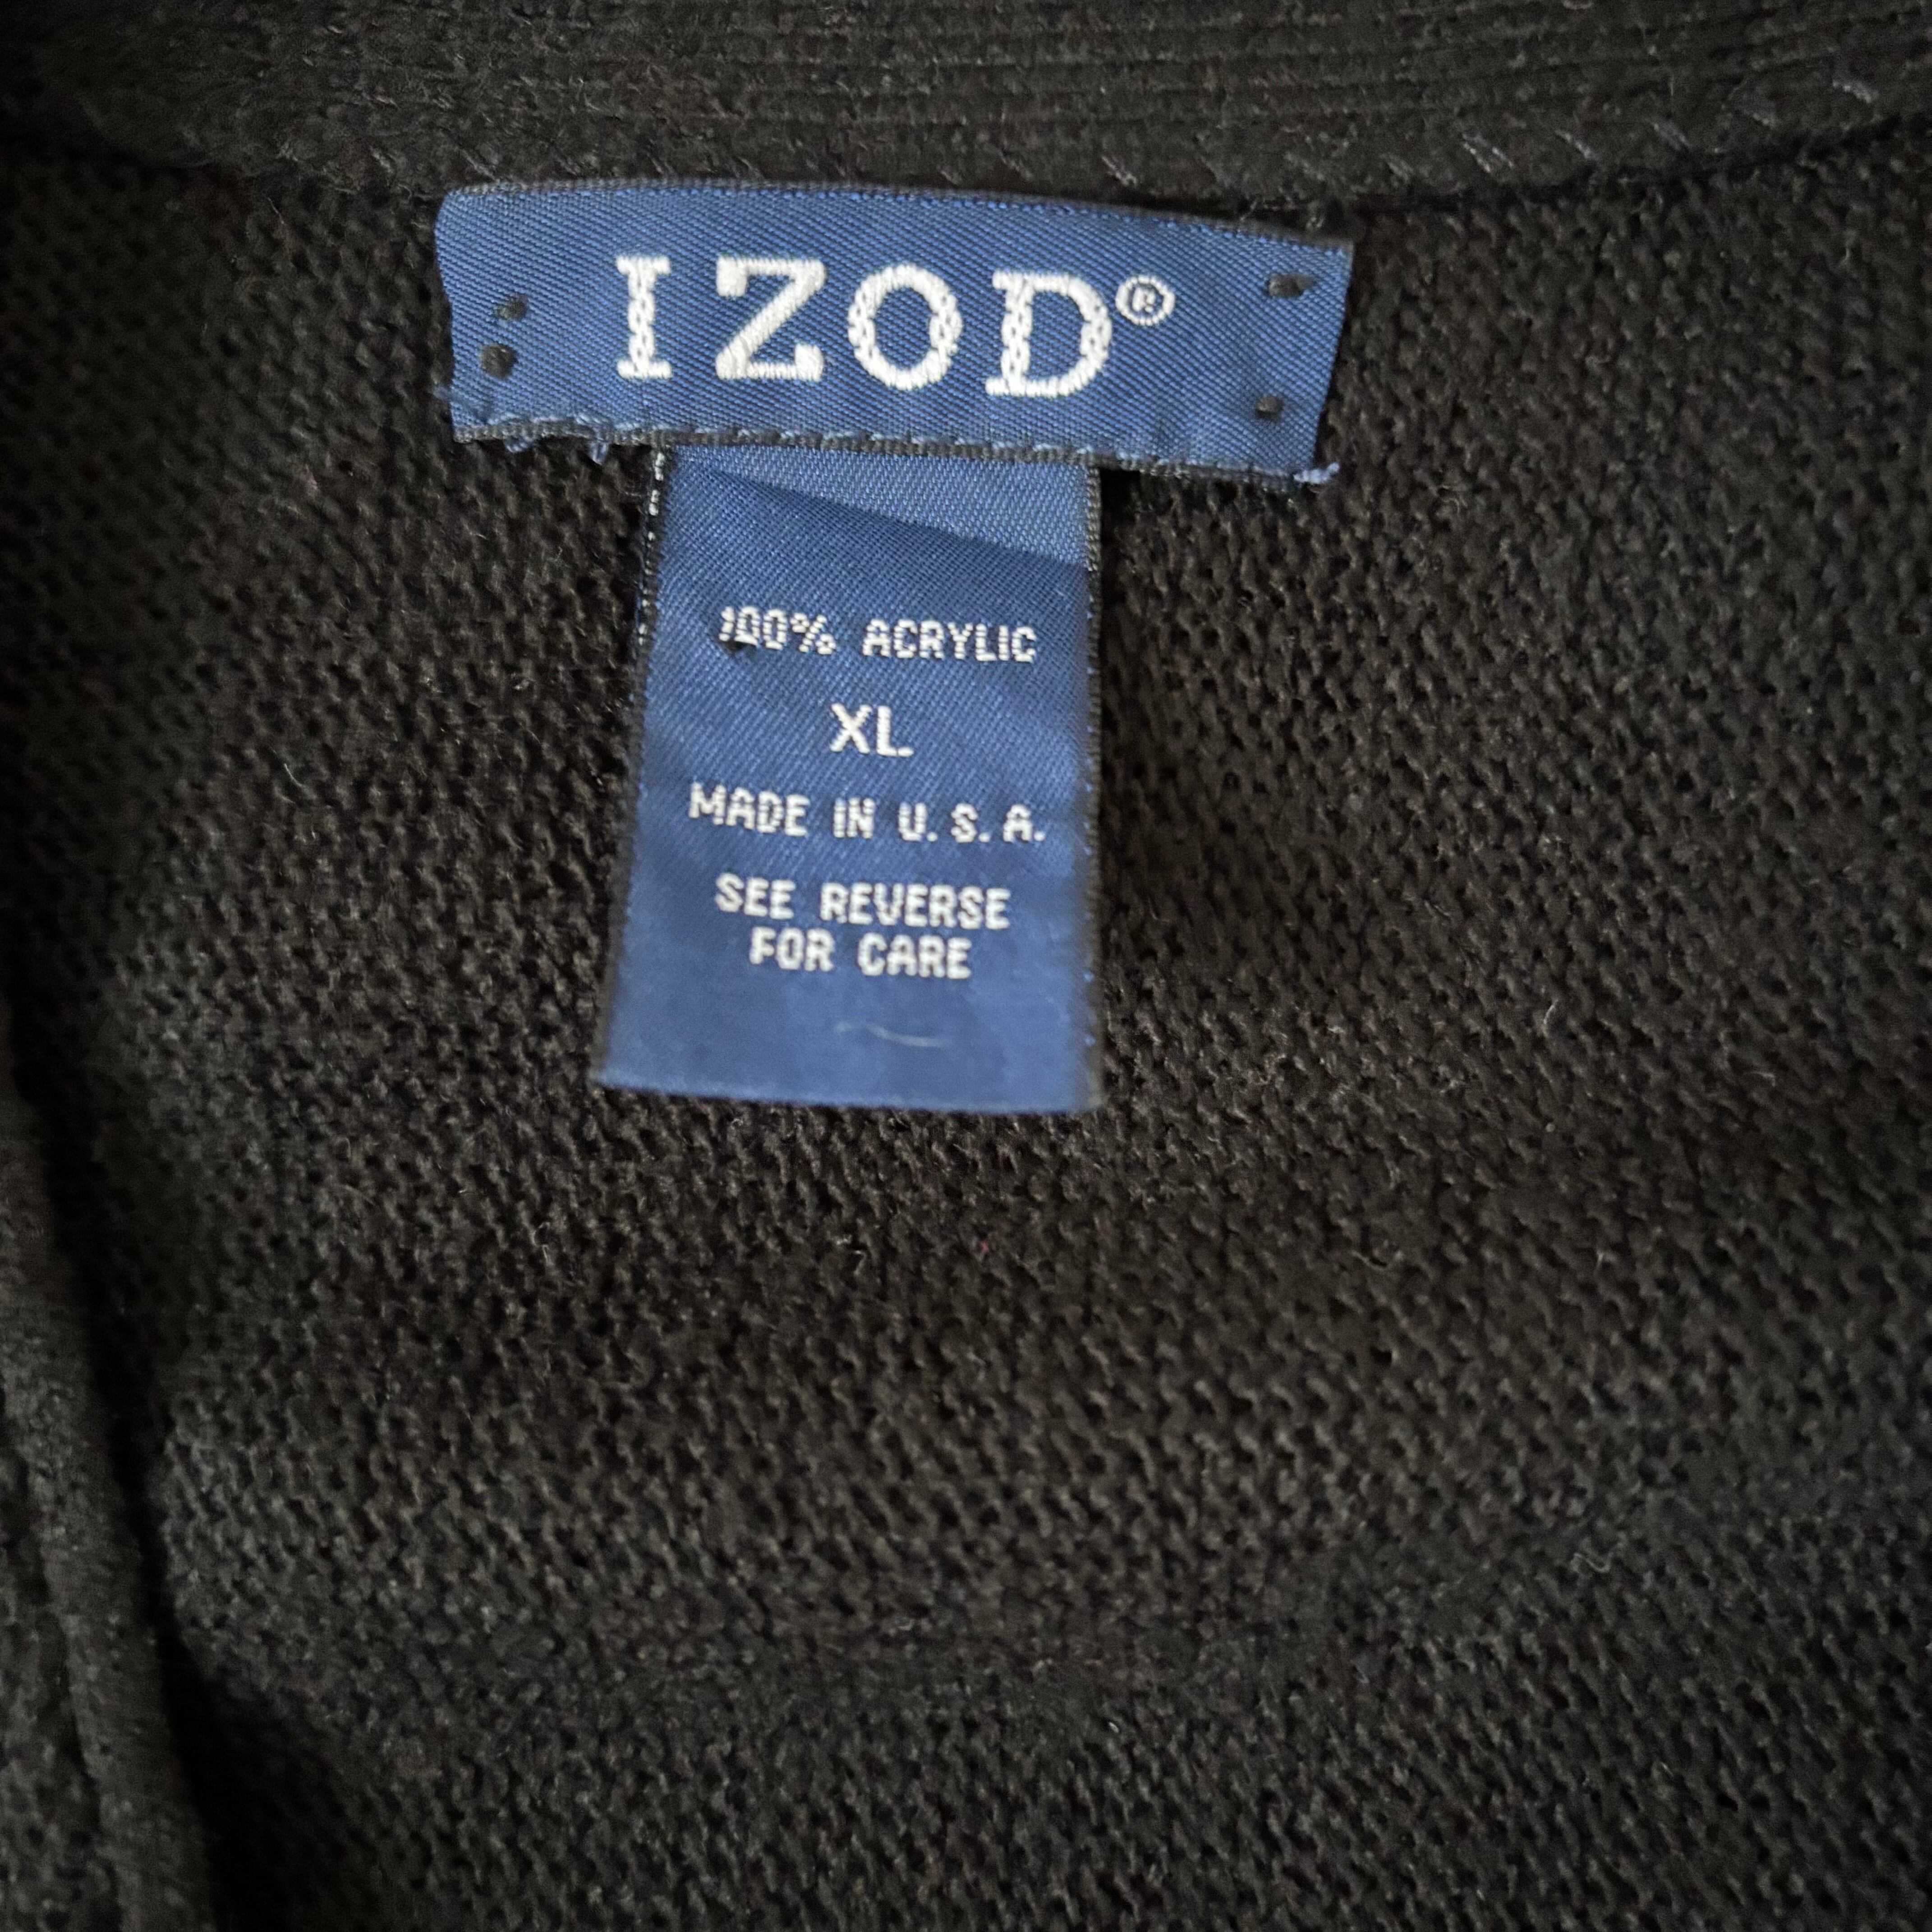 IZOD®
100% ACRYLIC
XL
MADE IN U.S.A.
SEE REVERSE
FOR CARE